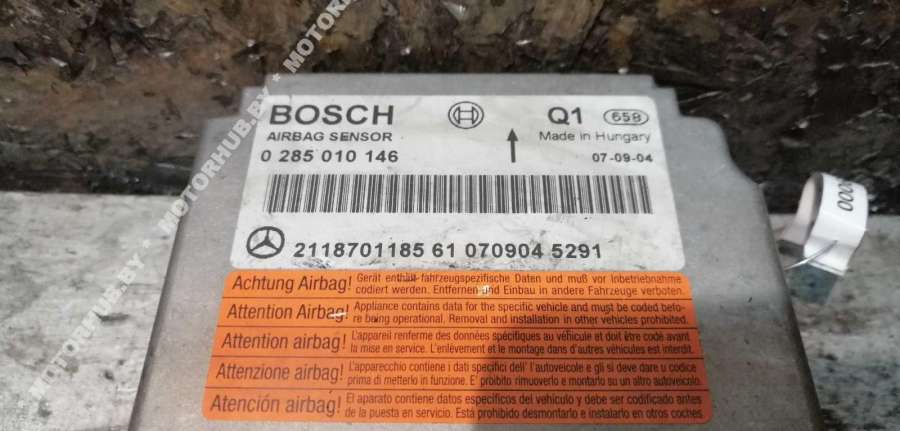 BOSCH Q1 658
AIRBAG SENSOR Made in Hungary
0 285 010 146 07-09-04
2118701185 61 070904 5291
Achtung Airbag! Gerät enthält fahrzeugspezifische Daten und muß vor Inbetriebnahme
codiert werden. Entfernen und Einbau in andere Fahrzeuge verboten.
Attention Airbag! Appliance contains data for the specific vehicle and must be coded befo-
re being operational. Removal and installation in other vehicles prohibited.
Attention airbag! L'appareil renferme des données spécifiques au véhicule et doit être codé avant
la mise en service. L'enlèvement et le montage dans d'autres véhicules est interdit.
Attenzione airbag! L'apparecchio contiene i dati specifici dell' l'autoveicolo e gli si deve dare u codice
prima di metterlo in funzione. E' proibito rimuoverlo e montarlo su un altro autoveicolo.
Atención airbag! El aparato contiene datos específicos del vehículo y debe ser codificado antes
de la puesta en servicio. Esta prohibido desmontarlo e instalarlo en otros coches
MOTORHUB.BY * MOTORHUB.BY * MOTORHUB.BY